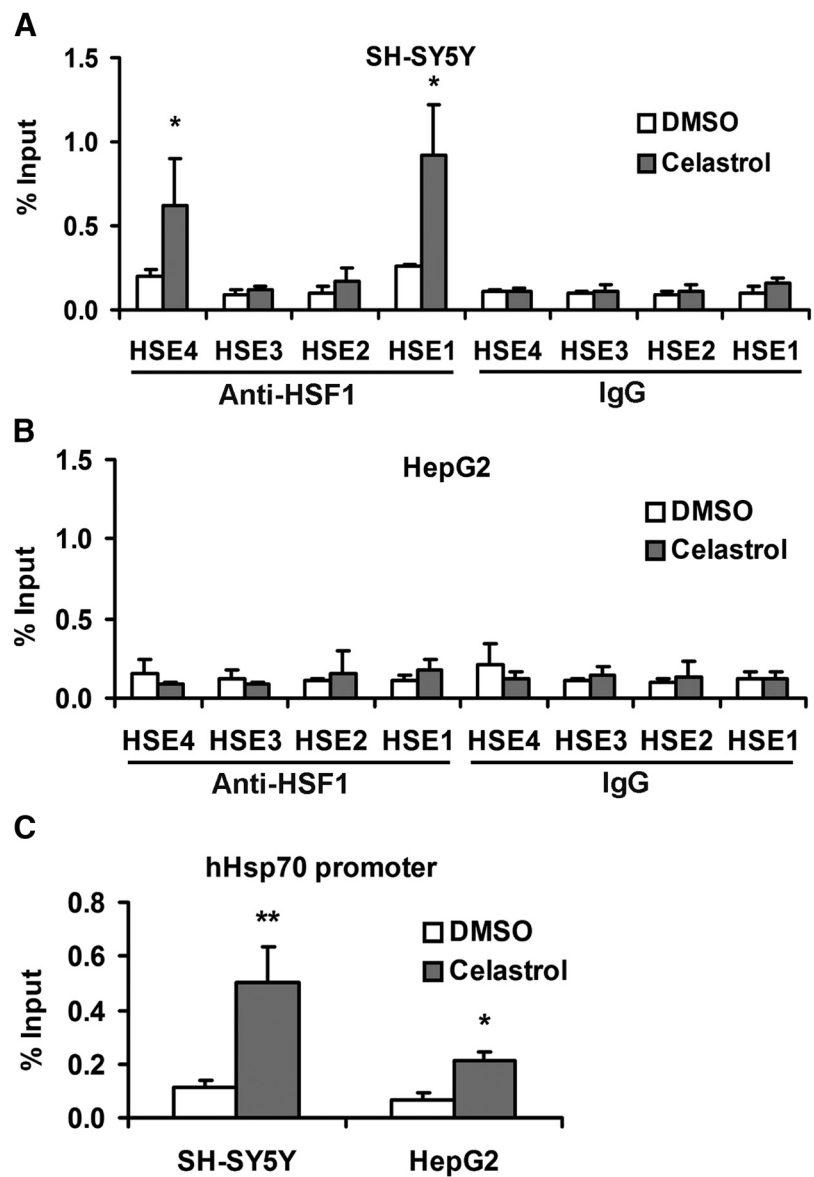 A
SH-SY5Y
1.5
1.0
0.5
0.0
% Input
*
*
DMSO
Celastrol
HSE4 HSE3 HSE2 HSE1 HSE4 HSE3 HSE2 HSE1
Anti-HSF1 IgG
B
HepG2
1.5
1.0
0.5
0.0
% Input
DMSO
Celastrol
HSE4 HSE3 HSE2 HSE1 HSE4 HSE3 HSE2 HSE1
Anti-HSF1 IgG
C
hHsp70 promoter
0.8
0.6
0.4
0.2
0.0
% Input
**
*
DMSO
Celastrol
SH-SY5Y HepG2